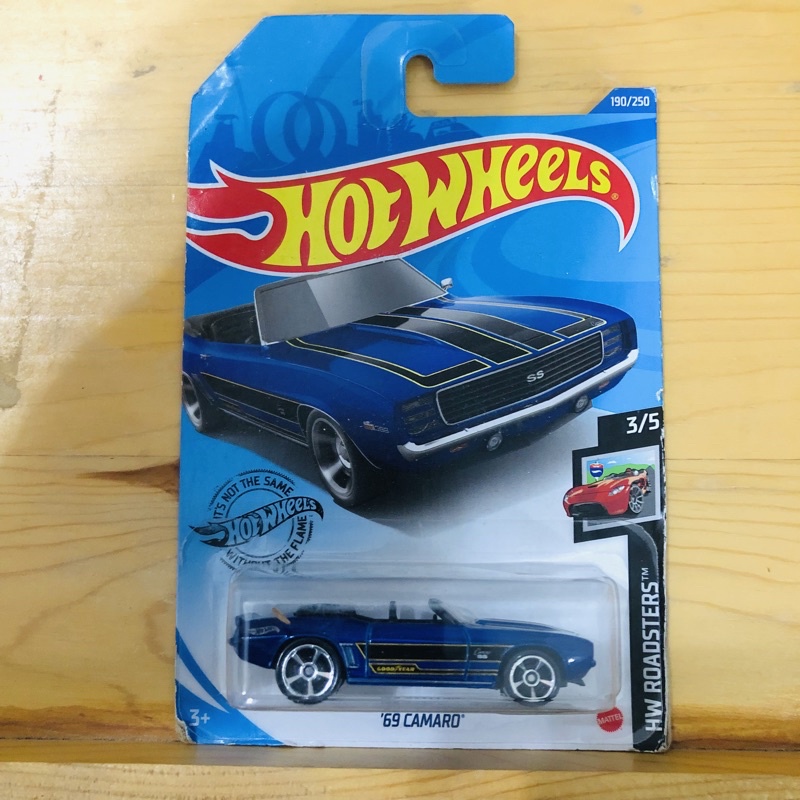 190/250
HOT WHEELS®
SS
3/5
IT'S NOT THE SAME
HOT WHEELS
WITHOUT THE FLAME
HW ROADSTERS™
GOODYEAR
3+
'69 CAMARO®
MATTEL